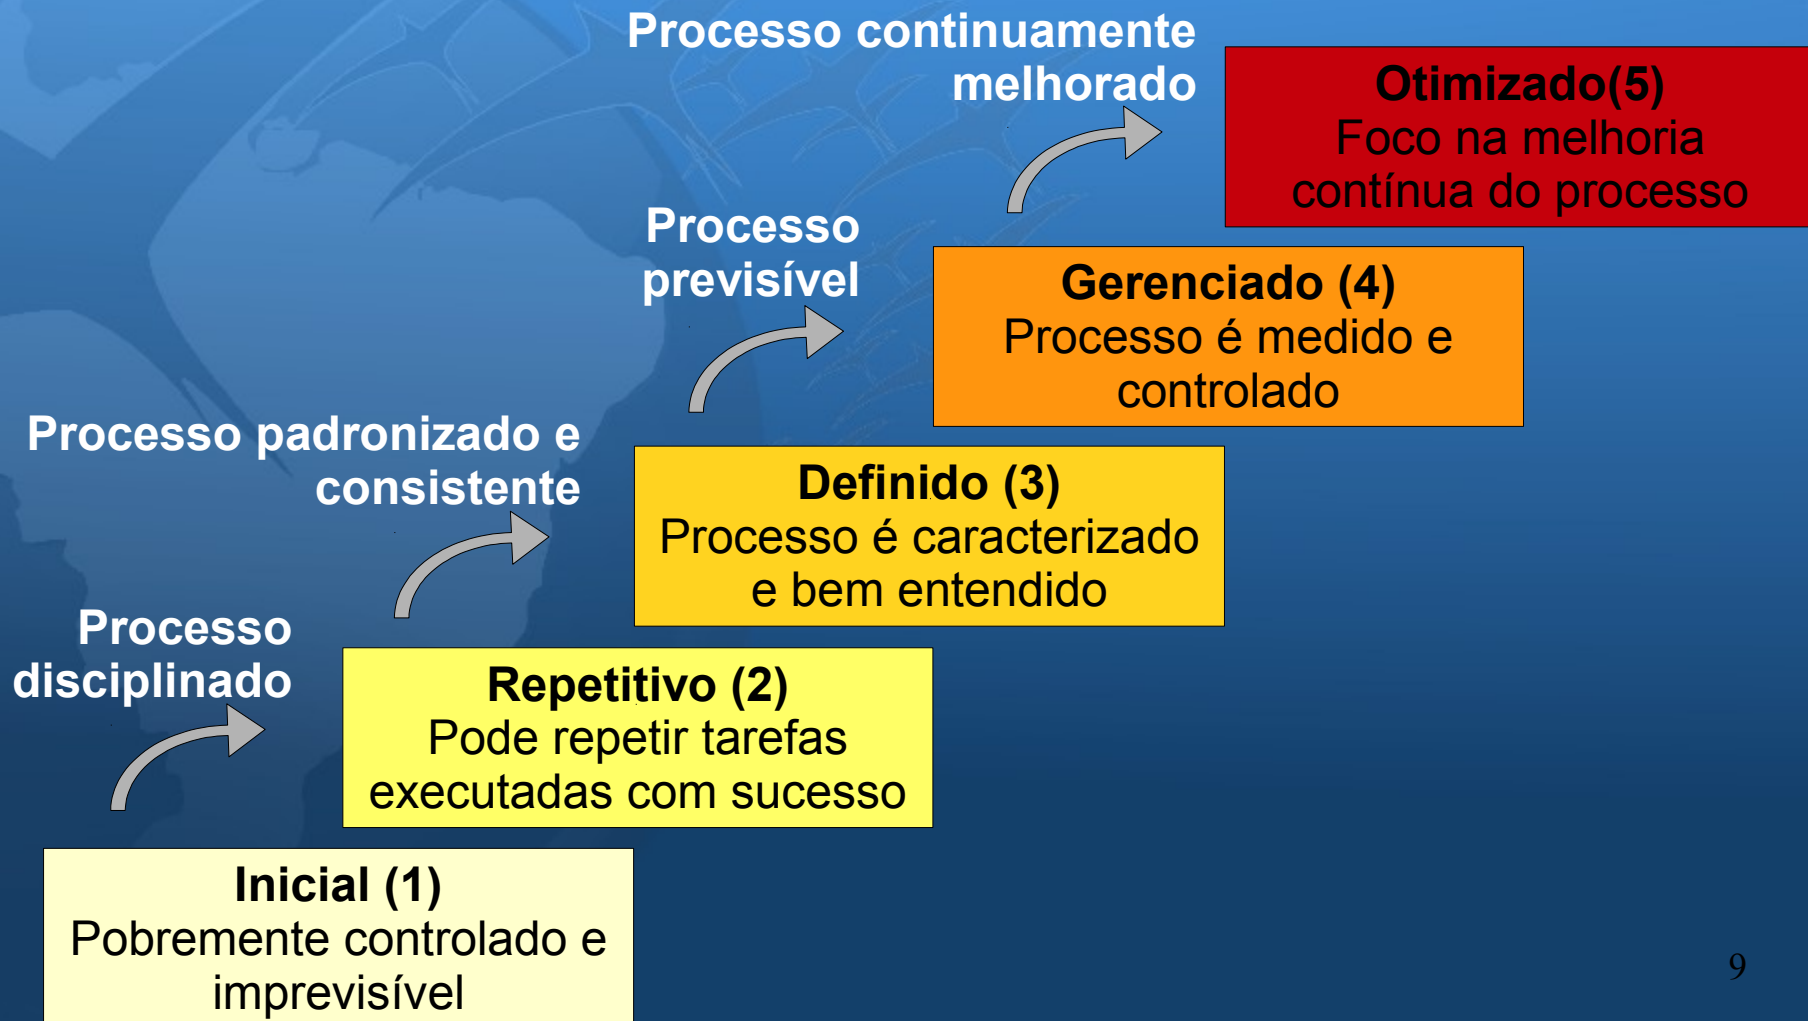 Processo continuamente
melhorado
Otimizado(5)
Foco na melhoria
contínua do processo
Processo
previsível
Gerenciado (4)
Processo é medido e
controlado
Processo padronizado e
consistente
Definido (3)
Processo é caracterizado
e bem entendido
Processo
disciplinado
Repetitivo (2)
Pode repetir tarefas
executadas com sucesso
Inicial (1)
Pobremente controlado e
imprevisível
9